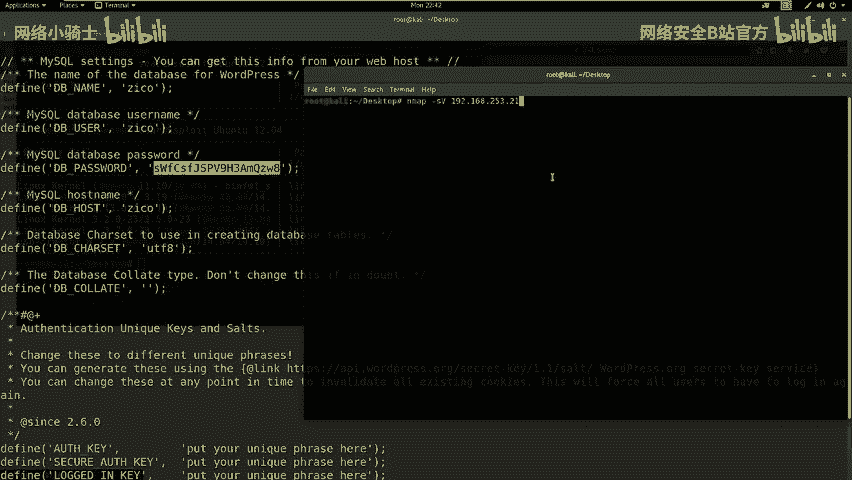 Applications ▾ Places ▾ Terminal ▾
Mon 22:42
root@kali: ~/Desktop
网络小骑士 bilibili
网络安全B站官方 bilibili
// ** MySQL settings - You can get this info from your web host ** //
/** The name of the database for WordPress */
define('DB_NAME', 'zico');
/** MySQL database username */
define('DB_USER', 'zico');
/** MySQL database password */
define('DB_PASSWORD', 'sWfCsfJSPV9H3AmQzw8');
/** MySQL hostname */
define('DB_HOST', 'zico');
/** Database Charset to use in creating database tables. */
define('DB_CHARSET', 'utf8');
/** The Database Collate type. Don't change this if in doubt. */
define('DB_COLLATE', '');
/**#@+
* Authentication Unique Keys and Salts.
*
* Change these to different unique phrases!
* You can generate these using the {@link https://api.wordpress.org/secret-key/1.1/salt/ WordPress.org secret-key service}
* You can change these at any point in time to invalidate all existing cookies. This will force all users to have to log in ag
ain.
*
* @since 2.6.0
*/
define('AUTH_KEY', 'put your unique phrase here');
define('SECURE_AUTH_KEY', 'put your unique phrase here');
define('LOGGED_IN_KEY', 'put your unique phrase here');
root@kali: ~/Desktop
File Edit View Search Terminal Help
root@kali:~/Desktop# nmap -sV 192.168.253.21